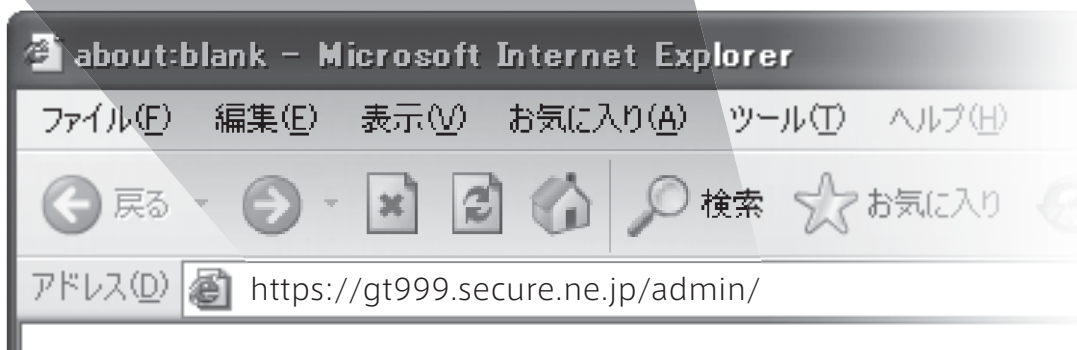 about:blank - Microsoft Internet Explorer
ファイル(F) 編集(E) 表示(V) お気に入り(A) ツール(T) ヘルプ(H)
戻る 検索 お気に入り
アドレス(D) https://gt999.secure.ne.jp/admin/